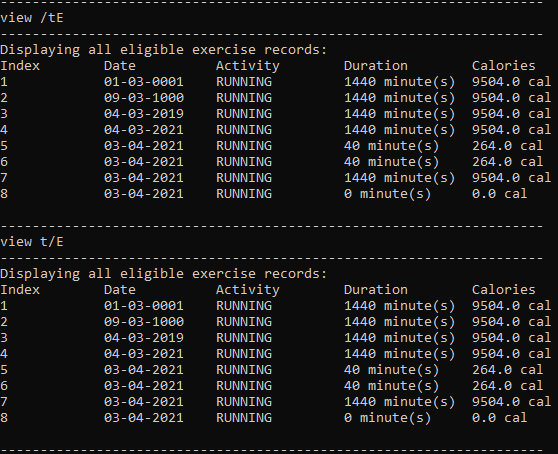 --------------------------------------------------------------------
view /tE
--------------------------------------------------------------------
Displaying all eligible exercise records:
Index        Date          Activity        Duration        Calories
1            01-03-0001    RUNNING         1440 minute(s)  9504.0 cal
2            09-03-1000    RUNNING         1440 minute(s)  9504.0 cal
3            04-03-2019    RUNNING         1440 minute(s)  9504.0 cal
4            04-03-2021    RUNNING         1440 minute(s)  9504.0 cal
5            03-04-2021    RUNNING         40 minute(s)    264.0 cal
6            03-04-2021    RUNNING         40 minute(s)    264.0 cal
7            03-04-2021    RUNNING         1440 minute(s)  9504.0 cal
8            03-04-2021    RUNNING         0 minute(s)     0.0 cal
--------------------------------------------------------------------
view t/E
--------------------------------------------------------------------
Displaying all eligible exercise records:
Index        Date          Activity        Duration        Calories
1            01-03-0001    RUNNING         1440 minute(s)  9504.0 cal
2            09-03-1000    RUNNING         1440 minute(s)  9504.0 cal
3            04-03-2019    RUNNING         1440 minute(s)  9504.0 cal
4            04-03-2021    RUNNING         1440 minute(s)  9504.0 cal
5            03-04-2021    RUNNING         40 minute(s)    264.0 cal
6            03-04-2021    RUNNING         40 minute(s)    264.0 cal
7            03-04-2021    RUNNING         1440 minute(s)  9504.0 cal
8            03-04-2021    RUNNING         0 minute(s)     0.0 cal
--------------------------------------------------------------------